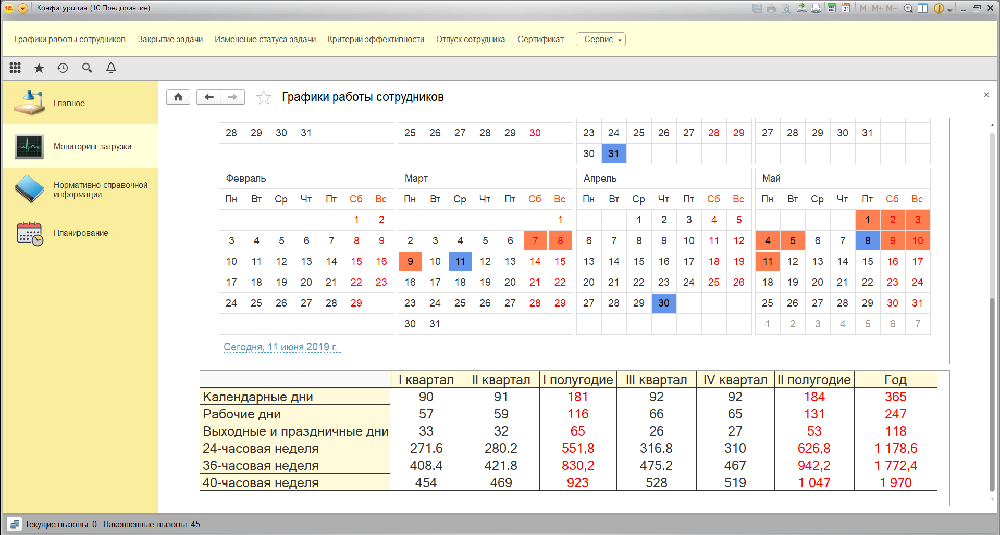 Конфигурация (1С:Предприятие)
31 M M+ M-
Графики работы сотрудников Закрытие задачи Изменение статуса задачи Критерии эффективности Отпуск сотрудника Сертификат Сервис
Главное
Мониторинг загрузки
Нормативно-справочной
информации
Планирование
Графики работы сотрудников
28 29 30 31 25 26 27 28 29 30 23 24 25 26 27 28 29 27 28 29 30 31
30 31
Февраль Март Апрель Май
Пн Вт Ср Чт Пт Сб Вс Пн Вт Ср Чт Пт Сб Вс Пн Вт Ср Чт Пт Сб Вс Пн Вт Ср Чт Пт Сб Вс
1 2 1 1 2 3 4 5 1 2 3
3 4 5 6 7 8 9 2 3 4 5 6 7 8 6 7 8 9 10 11 12 4 5 6 7 8 9 10
10 11 12 13 14 15 16 9 10 11 12 13 14 15 13 14 15 16 17 18 19 11 12 13 14 15 16 17
17 18 19 20 21 22 23 16 17 18 19 20 21 22 20 21 22 23 24 25 26 18 19 20 21 22 23 24
24 25 26 27 28 29 23 24 25 26 27 28 29 27 28 29 30 25 26 27 28 29 30 31
30 31 1 2 3 4 5 6 7
Сегодня, 11 июня 2019 г.
I квартал II квартал I полугодие III квартал IV квартал II полугодие Год
Календарные дни 90 91 181 92 92 184 365
Рабочие дни 57 59 116 66 65 131 247
Выходные и праздничные дни 33 32 65 26 27 53 118
24-часовая неделя 271.6 280.2 551,8 316.8 310 626,8 1 178,6
36-часовая неделя 408.4 421.8 830,2 475.2 467 942,2 1 772,4
40-часовая неделя 454 469 923 528 519 1 047 1 970
Текущие вызовы: 0 Накопленные вызовы: 45